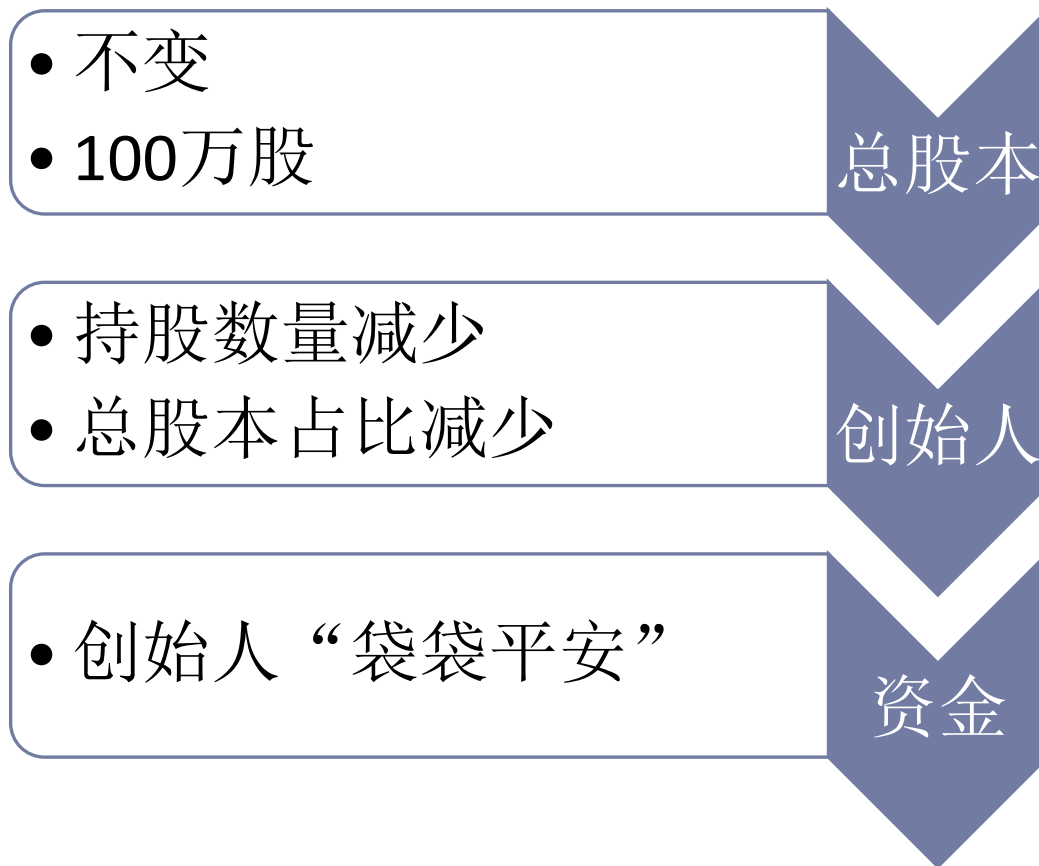 不变
100万股
总股本
持股数量减少
总股本占比减少
创始人
创始人“袋袋平安”
资金